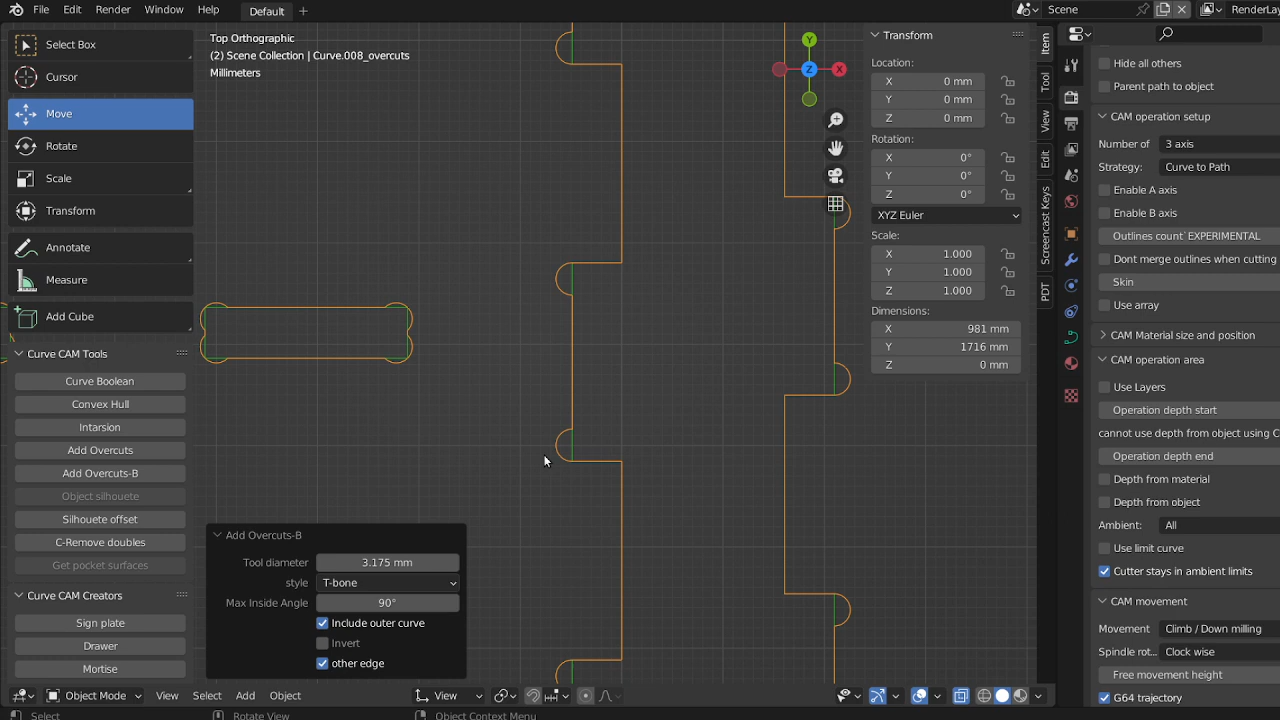 File Edit Render Window Help
Default +
Scene
RenderLay
Select Box
Cursor
Move
Rotate
Scale
Transform
Annotate
Measure
Add Cube
Curve CAM Tools
Curve Boolean
Convex Hull
Intarsion
Add Overcuts
Add Overcuts-B
Object silhouete
Silhouete offset
C-Remove doubles
Get pocket surfaces
Curve CAM Creators
Sign plate
Drawer
Mortise
Top Orthographic
(2) Scene Collection | Curve.008_overcuts
Millimeters
Y
Z
X
Add Overcuts-B
Tool diameter 3.175 mm
style T-bone
Max Inside Angle 90°
Include outer curve
Invert
other edge
Transform
Location:
X 0 mm
Y 0 mm
Z 0 mm
Rotation:
X 0°
Y 0°
Z 0°
XYZ Euler
Scale:
X 1.000
Y 1.000
Z 1.000
Dimensions:
X 981 mm
Y 1716 mm
Z 0 mm
Item
Tool
View
Edit
Screencast Keys
PDT
Hide all others
Parent path to object
CAM operation setup
Number of 3 axis
Strategy: Curve to Path
Enable A axis
Enable B axis
Outlines count`EXPERIMENTAL
Dont merge outlines when cutting
Skin
Use array
CAM Material size and position
CAM operation area
Use Layers
Operation depth start
cannot use depth from object using C
Operation depth end
Depth from material
Depth from object
Ambient: All
Use limit curve
Cutter stays in ambient limits
CAM movement
Movement Climb / Down milling
Spindle rot... Clock wise
Free movement height
G64 trajectory
Object Mode View Select Add Object
View
Select
Rotate View
Object Context Menu